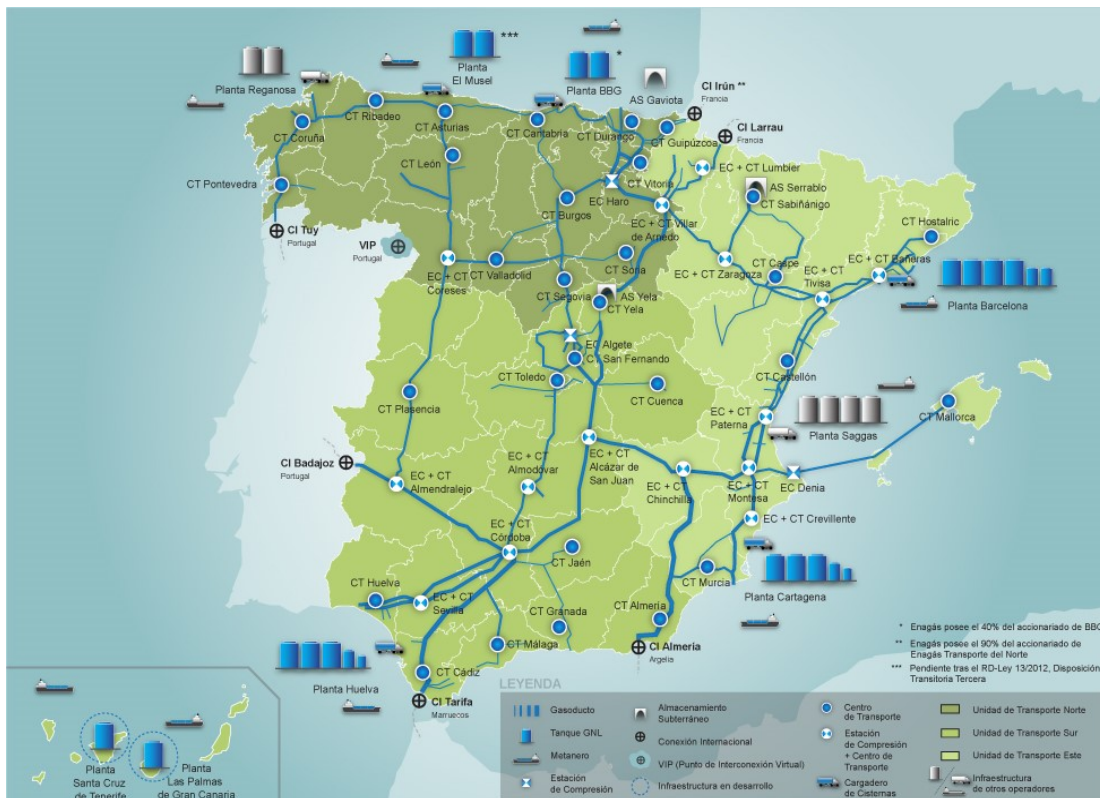 ***
Planta
El Musel
*
Planta BBG
AS Gaviota
CI Irún **
Francia
Planta Reganosa
CT Ribadeo
CT Coruña
CT Asturias
CT Cantabria
CT Durango
CT Guipúzcoa
CI Larrau
Francia
CT León
CT Pontevedra
CT Vitoria
EC Haro
EC + CT Lumbier
AS Serrablo
CT Sabiñánigo
CT Burgos
EC + CT Villar
de Arnedo
CT Hostalric
CI Tuy
Portugal
VIP
Portugal
EC + CT
Coreses
CT Valladolid
CT Soria
EC + CT Zaragoza
CT Caspe
EC + CT
Tivisa
EC + CT Bañeras
Planta Barcelona
CT Segovia
AS Yela
CT Yela
EC Algete
CT San Fernando
CT Toledo
CT Cuenca
CT Castellón
CT Plasencia
EC + CT
Paterna
Planta Saggas
CT Mallorca
CI Badajoz
Portugal
EC + CT
Almendralejo
EC + CT
Almodovar
EC + CT
Alcázar de
San Juan
EC + CT
Chinchilla
EC + CT
Montesa
EC Denia
EC + CT Crevillente
EC + CT
Córdoba
CT Jaén
CT Huelva
EC + CT
Sevilla
CT Murcia
Planta Cartagena
CT Granada
CT Almería
CT Málaga
CI Almería
Argelia
Planta Huelva
CT Cádiz
CI Tarifa
Marruecos
* Enagás posee el 40% del accionariado de BBG
** Enagás posee el 90% del accionariado de
Enagás Transporte del Norte
*** Pendiente tras el RD-Ley 13/2012, Disposición
Transitoria Tercera
Planta
Santa Cruz
de Tenerife
Planta
Las Palmas
de Gran Canaria
LEYENDA
Gasoducto
Tanque GNL
Metanero
Estación
de Compresión
Almacenamiento
Subterráneo
Conexión Internacional
VIP (Punto de Interconexión Virtual)
Infraestructura en desarrollo
Centro
de Transporte
Estación
de Compresión
+ Centro de
Transporte
Cargadero
de Cisternas
Unidad de Transporte Norte
Unidad de Transporte Sur
Unidad de Transporte Este
Infraestructura
de otros operadores